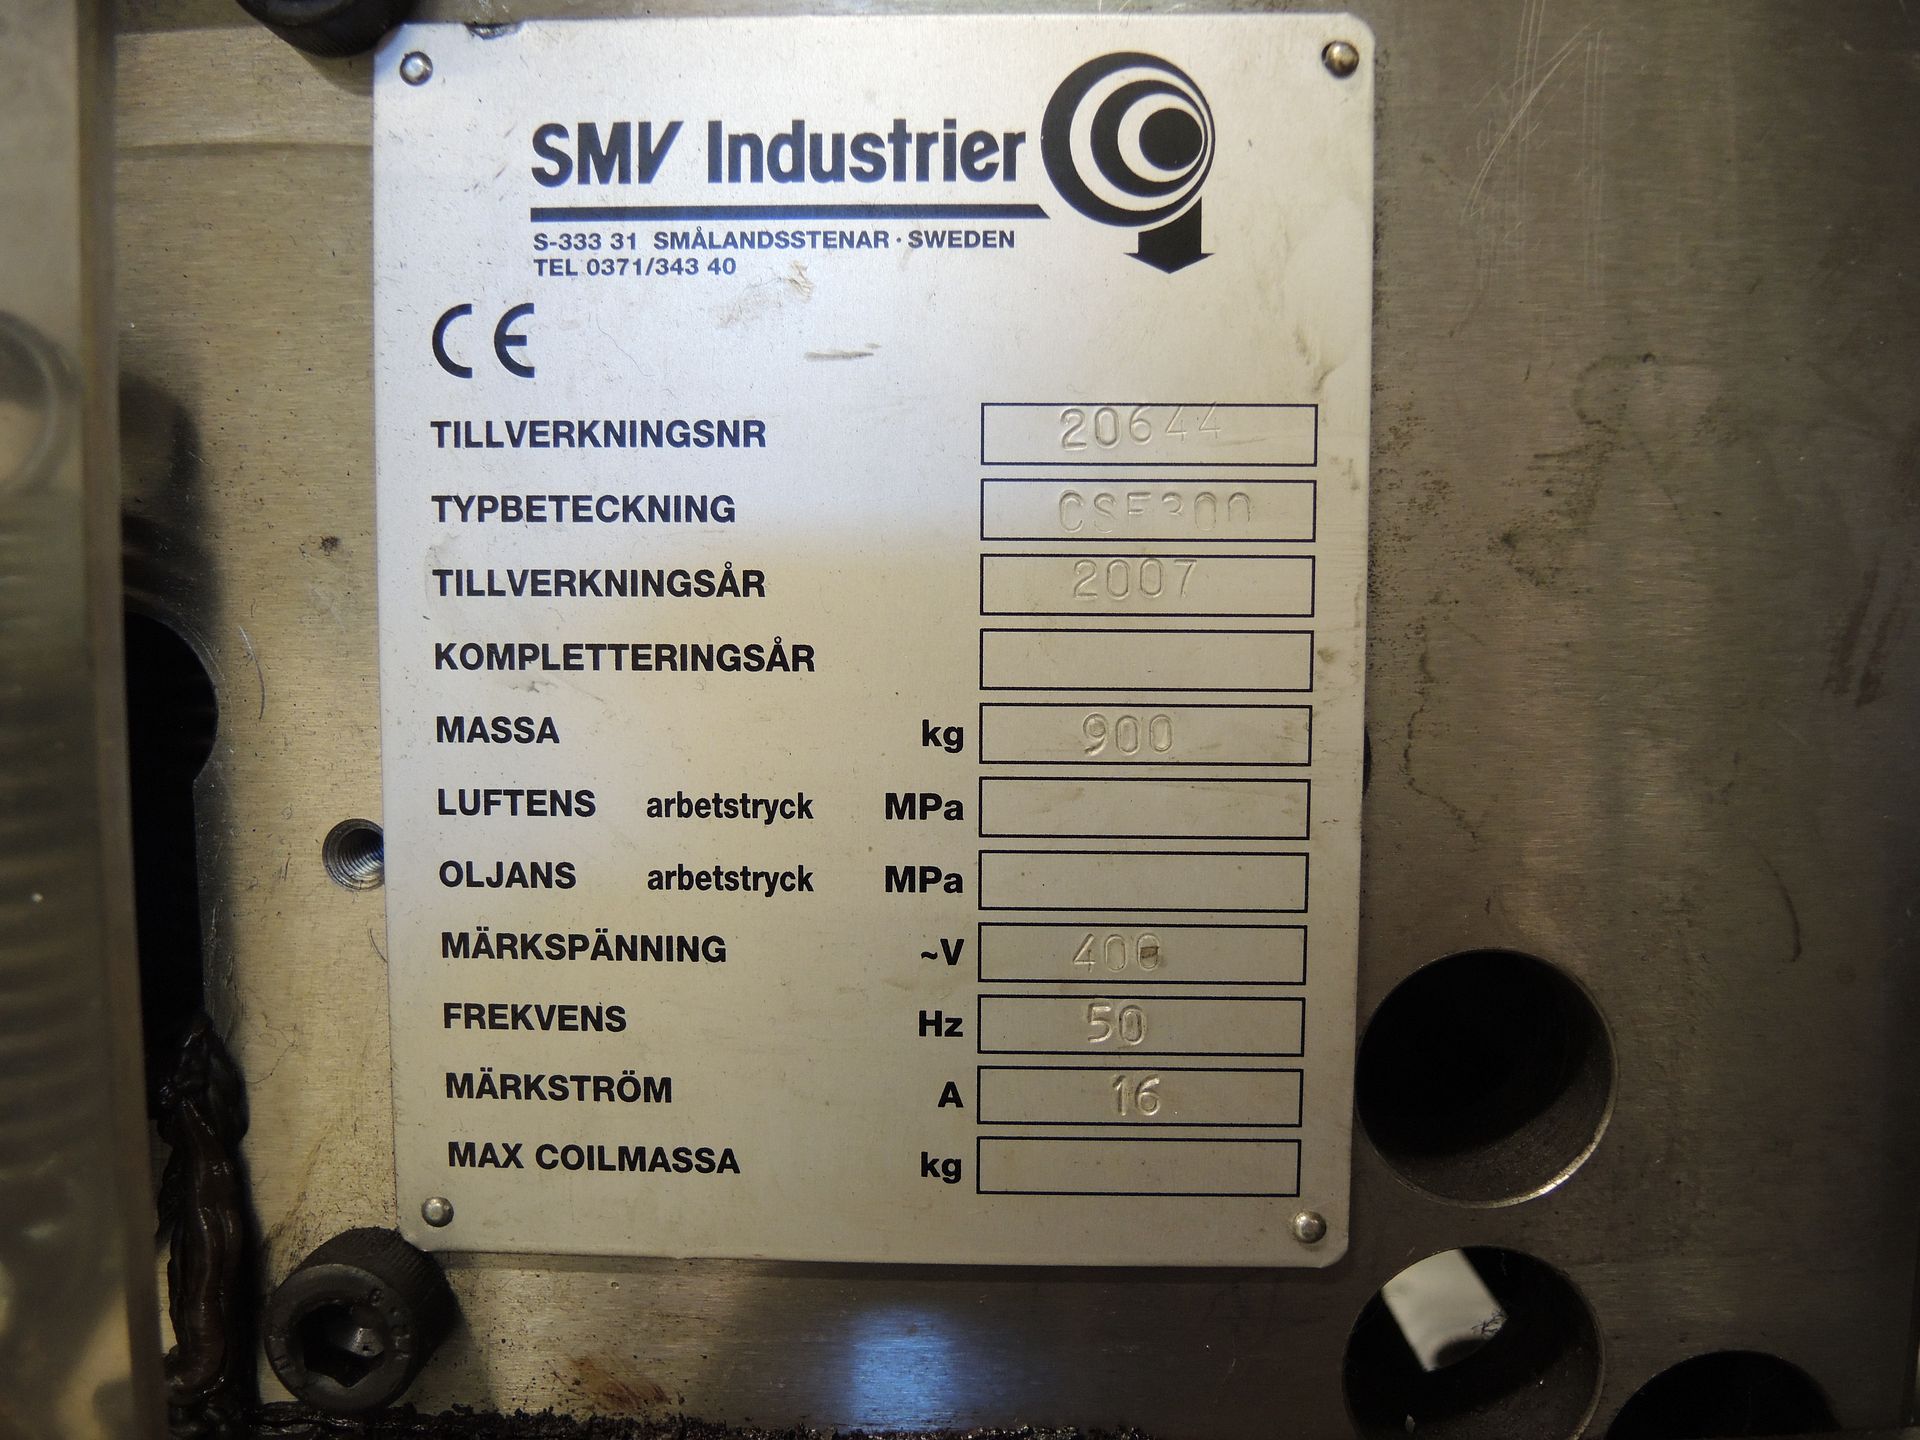 SMV Industrier
S-333 31 SMÅLANDSSTENAR · SWEDEN
TEL 0371/343 40
CE
TILLVERKNINGSNR 20644
TYPBETECKNING
TILLVERKNINGSÅR 2007
KOMPLETTERINGSÅR
MASSA kg 900
LUFTENS arbetstryck MPa
OLJANS arbetstryck MPa
MÄRKSPÄNNING ~V 400
FREKVENS Hz 50
MÄRKSTRÖM A 16
MAX COILMASSA kg